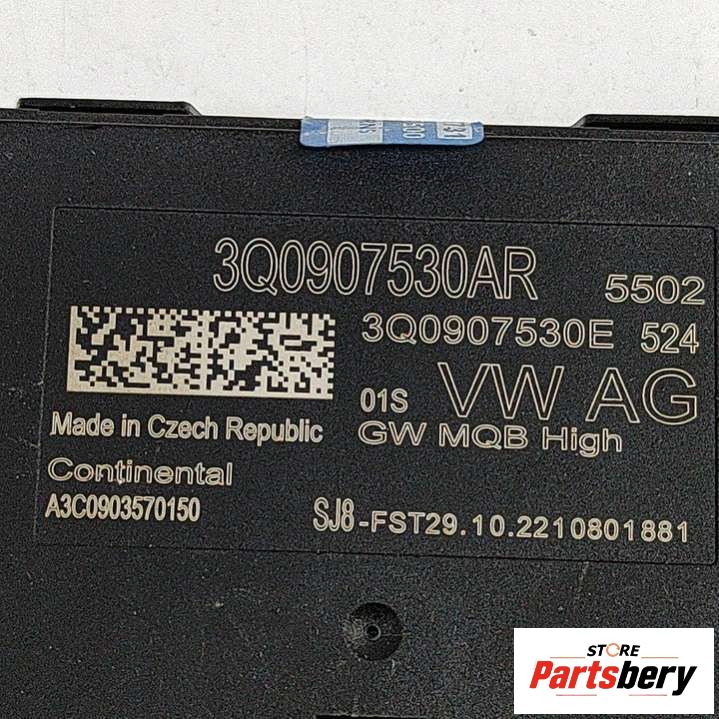 3Q0907530AR 5502
3Q0907530E 524
01S VW AG
Made in Czech Republic GW MQB High
Continental
A3C0903570150 SJ8-FST29.10.2210801881
STORE
Partsbery